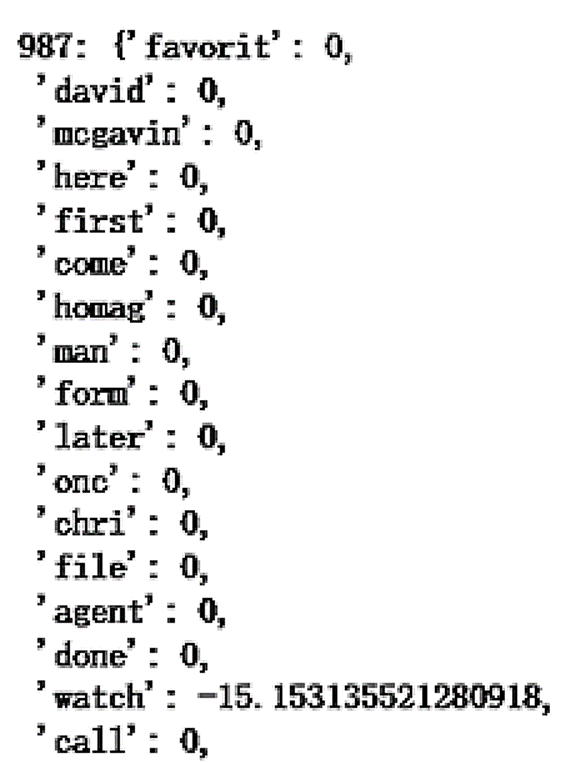 987: {'favorit': 0,
'david': 0,
'mcgavin': 0,
'here': 0,
'first': 0,
'come': 0,
'homag': 0,
'man': 0,
'form': 0,
'later': 0,
'onc': 0,
'chri': 0,
'file': 0,
'agent': 0,
'done': 0,
'watch': -15.153135521280918,
'call': 0,